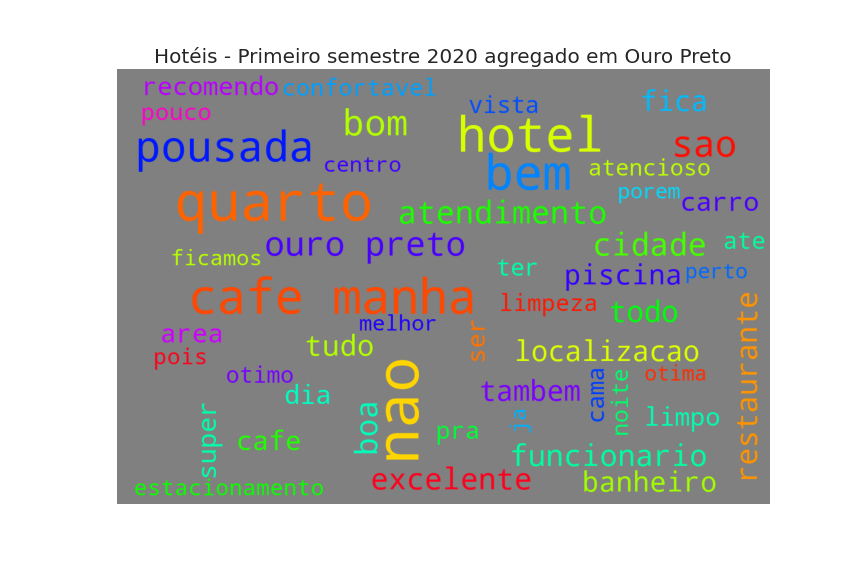 Hotéis - Primeiro semestre 2020 agregado em Ouro Preto
recomendo
confortavel
pouco
bom
vista
fica
hotel
pousada
sao
centro
bem
atencioso
porem
carro
quarto
atendimento
ouro preto
cidade
ate
ficamos
ter
piscina
perto
cafe manha
limpeza
todo
melhor
area
ser
restaurante
pois
tudo
localizacao
otimo
otima
dia
nao
tambem
cama
noite
super
boa
cafe
pra
ja
limpo
funcionario
estacionamento
excelente
banheiro